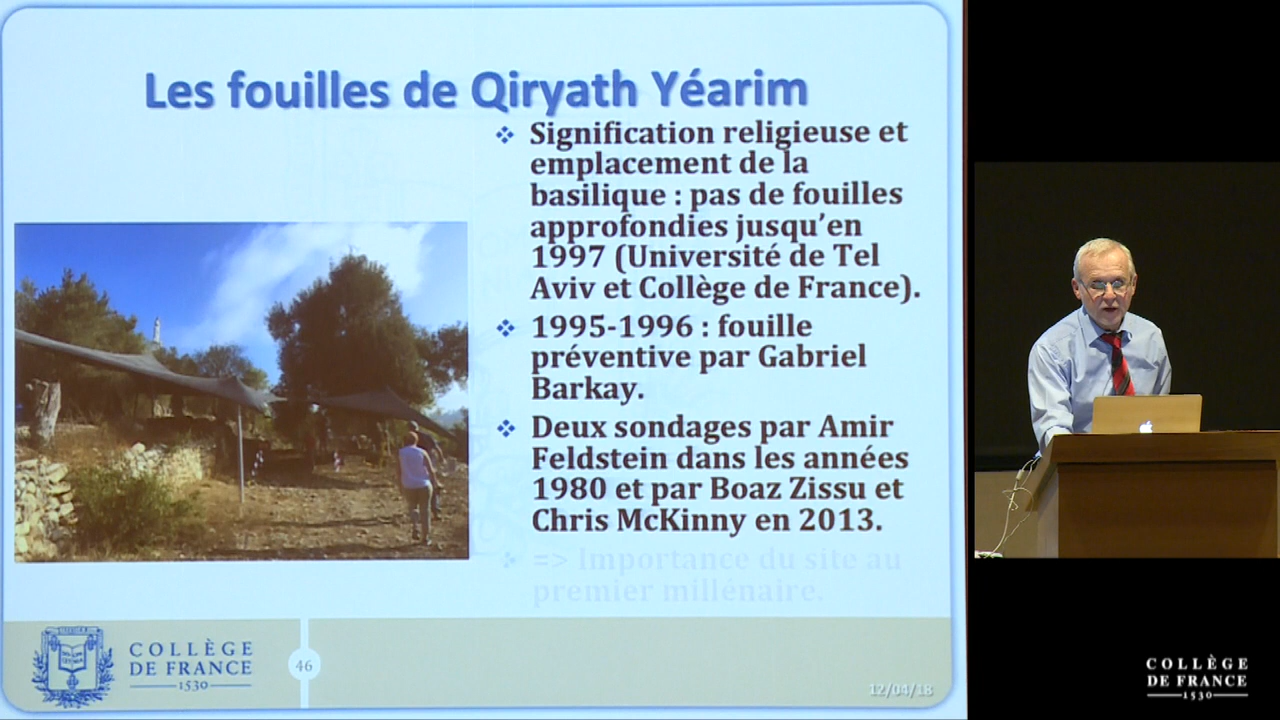 Les fouilles de Qiryath Yéarim
❖ Signification religieuse et
emplacement de la
basilique : pas de fouilles
approfondies jusqu'en
1997 (Université de Tel
Aviv et Collège de France).
❖ 1995-1996 : fouille
préventive par Gabriel
Barkay.
❖ Deux sondages par Amir
Feldstein dans les années
1980 et par Boaz Zissu et
Chris McKinny en 2013.
❖ => Importance du site au
premier millénaire.
COLLÈGE
DE FRANCE
1530
46
12/04/18
COLLÈGE
DE FRANCE
1530